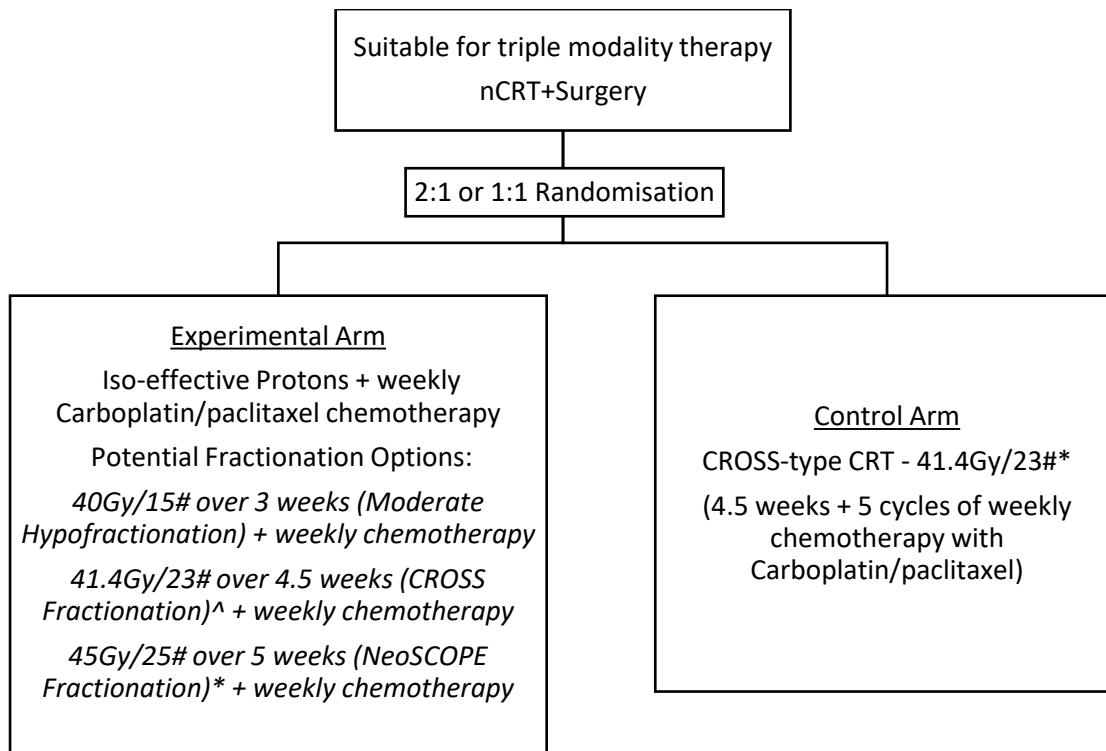 Suitable for triple modality therapy
nCRT+Surgery
2:1 or 1:1 Randomisation
Experimental Arm
Iso-effective Protons + weekly
Carboplatin/paclitaxel chemotherapy
Potential Fractionation Options:
40Gy/15# over 3 weeks (Moderate
Hypofractionation) + weekly chemotherapy
41.4Gy/23# over 4.5 weeks (CROSS
Fractionation)^ + weekly chemotherapy
45Gy/25# over 5 weeks (NeoSCOPE
Fractionation)* + weekly chemotherapy
Control Arm
CROSS-type CRT - 41.4Gy/23#*
(4.5 weeks + 5 cycles of weekly
chemotherapy with
Carboplatin/paclitaxel)